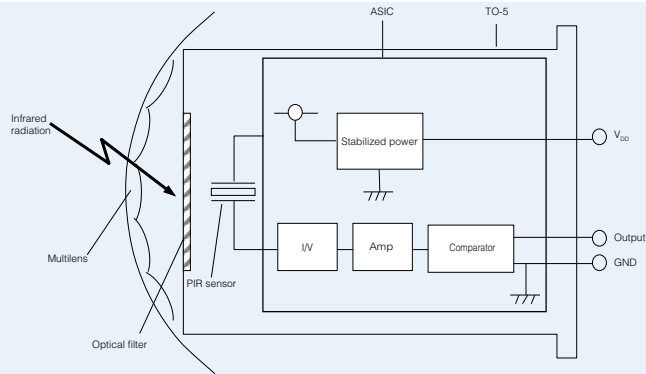 ASIC
TO-5
Infrared
radiation
Stabilized power
VDD
I/V
Amp
Comparator
Output
GND
Multilens
PIR sensor
Optical filter